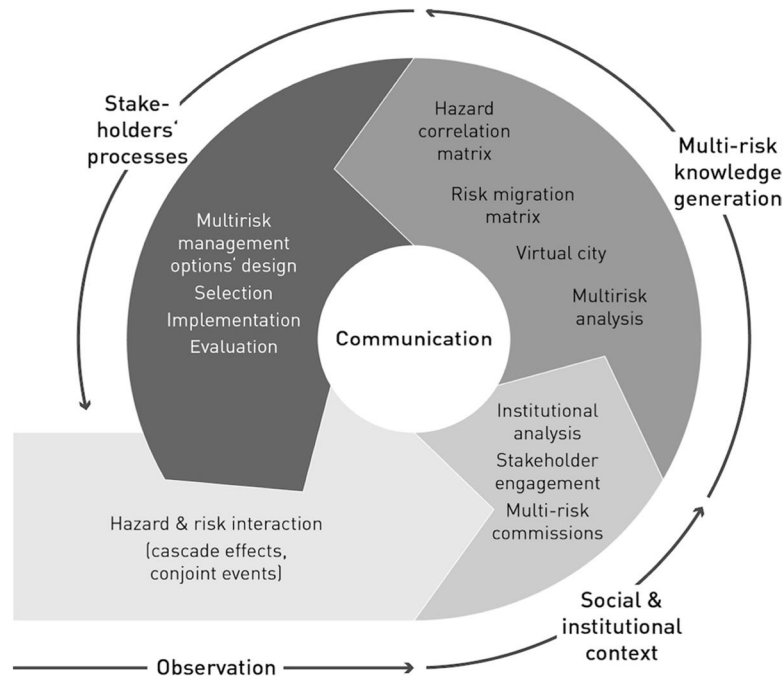 Stake-
holders‘
processes
Hazard
correlation
matrix
Risk migration
matrix
Virtual city
Multirisk
analysis
Multi-risk
knowledge
generation
Multirisk
management
options‘ design
Selection
Implementation
Evaluation
Communication
Institutional
analysis
Stakeholder
engagement
Multi-risk
commissions
Hazard & risk interaction
(cascade effects,
conjoint events)
Social &
institutional
context
Observation